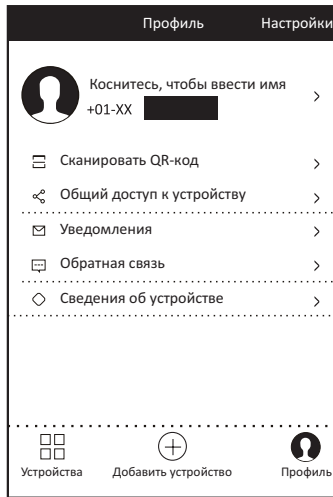 Профиль Настройки
Коснитесь, чтобы ввести имя
+01-XX
Сканировать QR-код
Общий доступ к устройству
Уведомления
Обратная связь
Сведения об устройстве
Устройства Добавить устройство Профиль